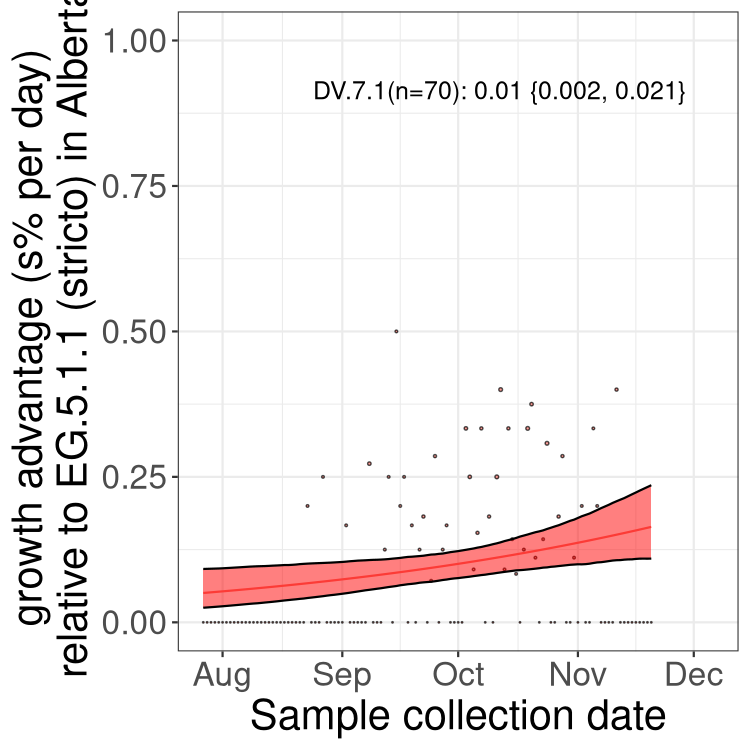 growth advantage (s% per day)
relative to EG.5.1.1 (stricto) in Alberta
1.00
0.75
0.50
0.25
0.00
DV.7.1(n=70): 0.01 {0.002, 0.021}
Aug Sep Oct Nov Dec
Sample collection date